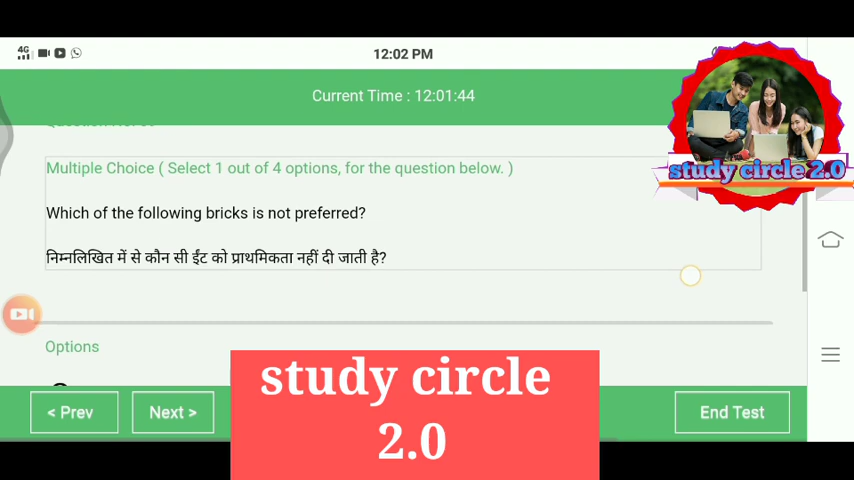 4G
12:02 PM
Current Time : 12:01:44
Multiple Choice ( Select 1 out of 4 options, for the question below. )
study circle 2.0
Which of the following bricks is not preferred?
निम्नलिखित में से कौन सी ईंट को प्राथमिकता नहीं दी जाती है?
Options
study circle
2.0
< Prev
Next >
End Test